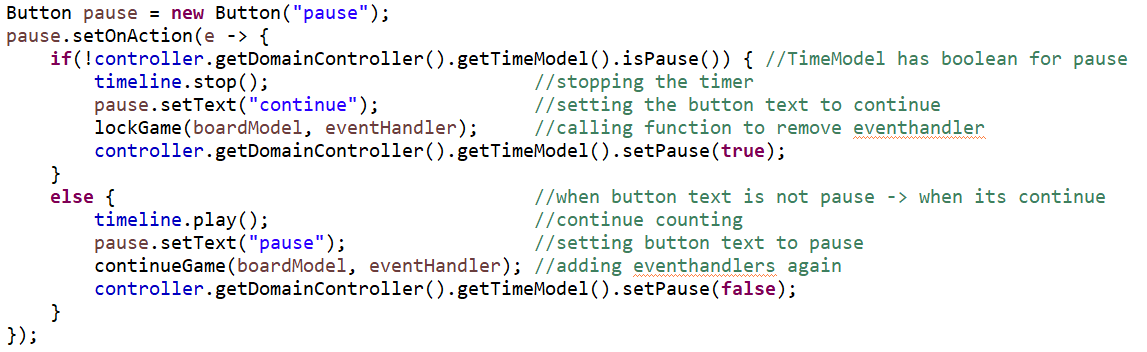 Button pause = new Button("pause");
pause.setOnAction(e -> {
    if(!controller.getDomainController().getTimeModel().isPause()) { //TimeModel has boolean for pause
        timeline.stop();                        //stopping the timer
        pause.setText("continue");              //setting the button text to continue
        lockGame(boardModel, eventHandler);     //calling function to remove eventhandler
        controller.getDomainController().getTimeModel().setPause(true);
    }
    else {                                      //when button text is not pause -> when its continue
        timeline.play();                        //continue counting
        pause.setText("pause");                 //setting button text to pause
        continueGame(boardModel, eventHandler); //adding eventhandlers again
        controller.getDomainController().getTimeModel().setPause(false);
    }
});